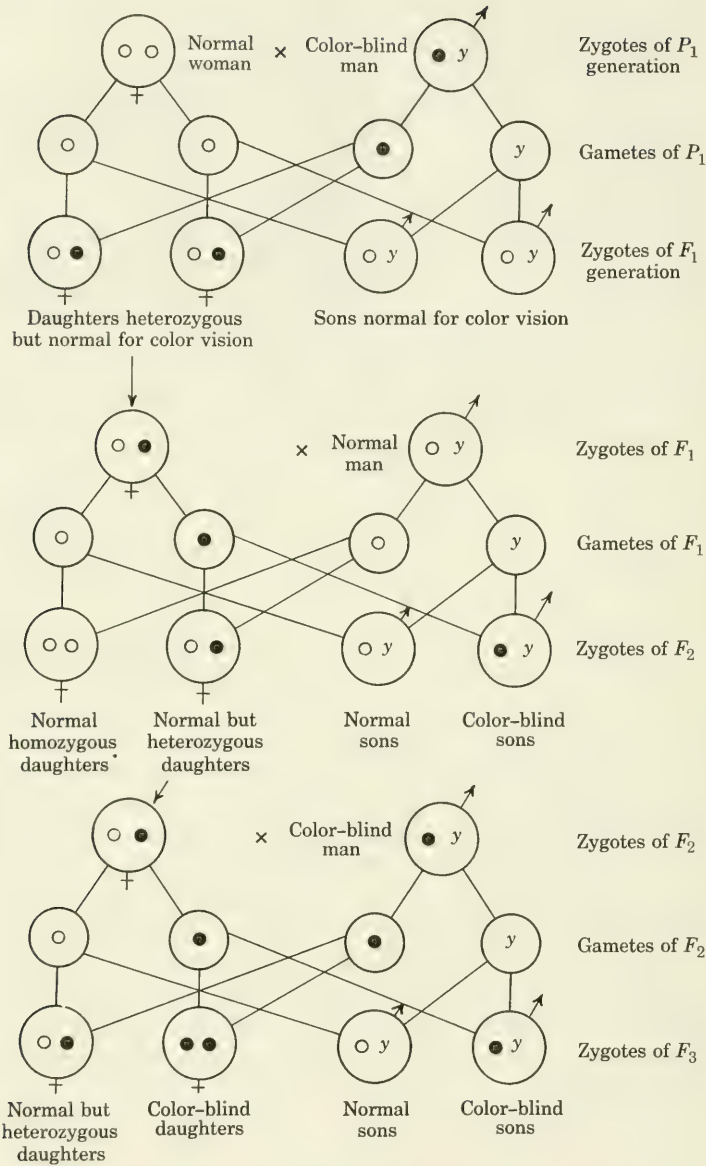 Normal woman × Color-blind man
y
Zygotes of P₁ generation
y
Gametes of P₁
y
y
Zygotes of F₁ generation
Daughters heterozygous but normal for color vision
Sons normal for color vision
× Normal man
y
Zygotes of F₁
y
Gametes of F₁
y
y
Zygotes of F₂
Normal homozygous daughters
Normal but heterozygous daughters
Normal sons
Color-blind sons
× Color-blind man
y
Zygotes of F₂
y
Gametes of F₂
y
y
Zygotes of F₃
Normal but heterozygous daughters
Color-blind daughters
Normal sons
Color-blind sons